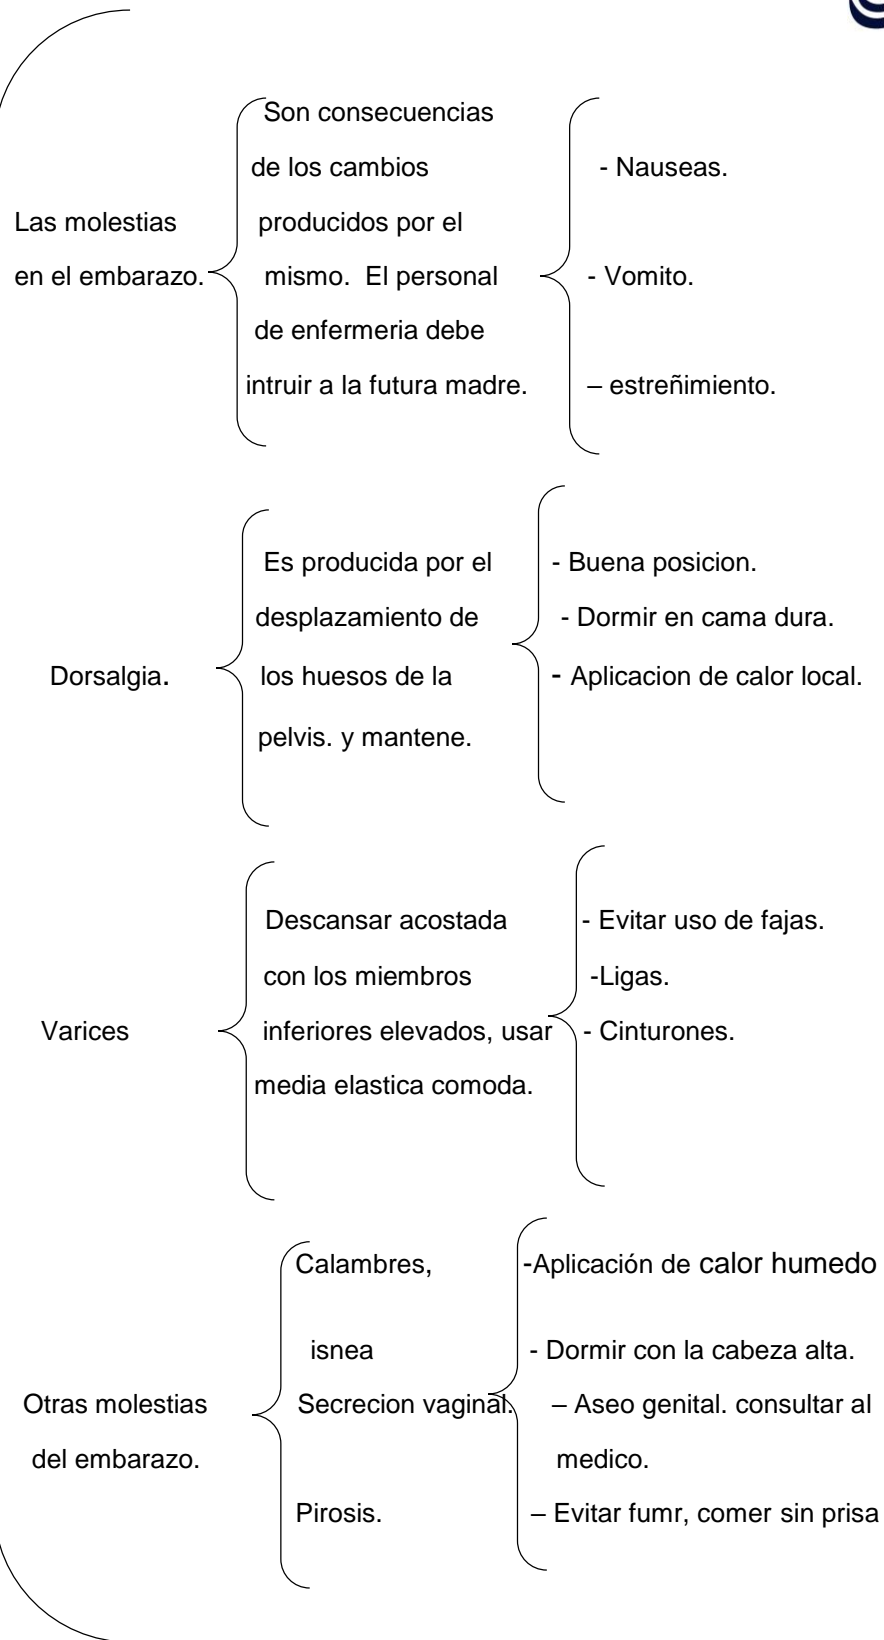 Son consecuencias
de los cambios
- Nauseas.
Las molestias
producidos por el
en el embarazo.
mismo. El personal
- Vomito.
de enfermeria debe
intruir a la futura madre.
– estreñimiento.
Es producida por el
- Buena posicion.
desplazamiento de
- Dormir en cama dura.
Dorsalgia.
los huesos de la
- Aplicacion de calor local.
pelvis. y mantene.
Descansar acostada
- Evitar uso de fajas.
con los miembros
-Ligas.
Varices
inferiores elevados, usar
- Cinturones.
media elastica comoda.
Calambres,
-Aplicación de calor humedo
isnea
- Dormir con la cabeza alta.
Otras molestias
Secrecion vaginal.
– Aseo genital. consultar al
del embarazo.
medico.
Pirosis.
– Evitar fumr, comer sin prisa